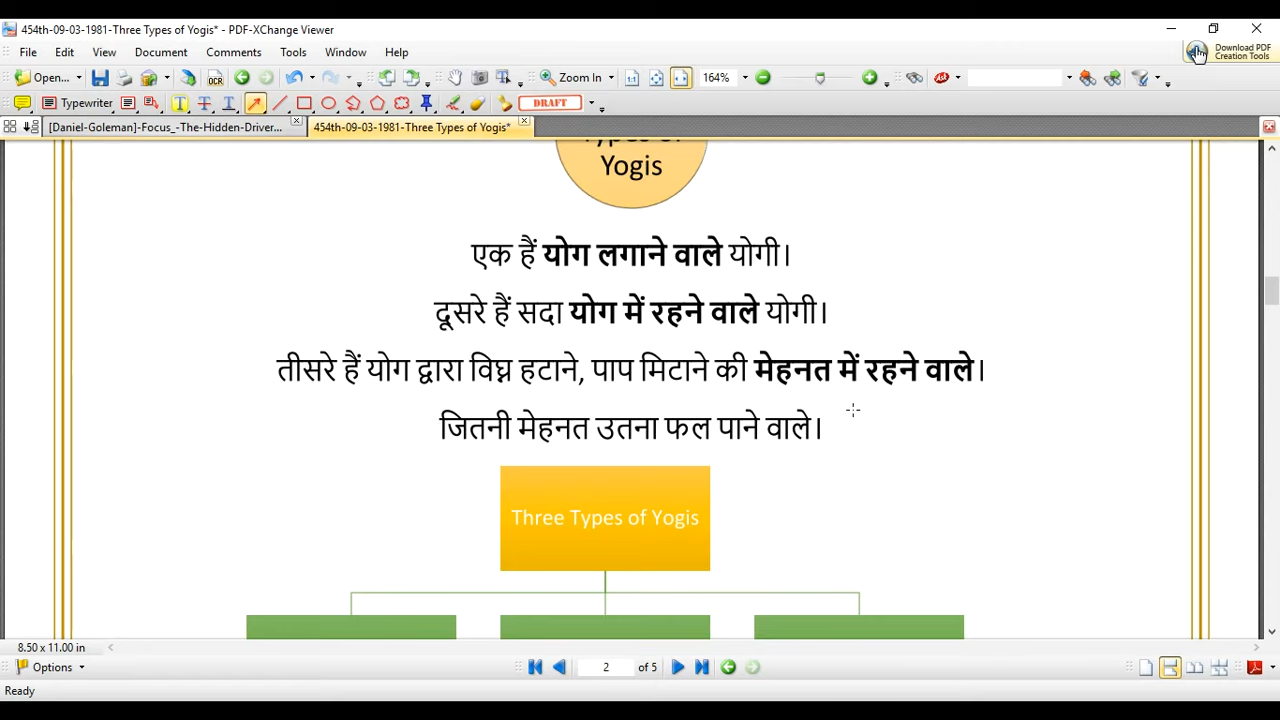 454th-09-03-1981-Three Types of Yogis* - PDF-XChange Viewer
File Edit View Document Comments Tools Window Help
Download PDF Creation Tools
Open... OCR Zoom In 164%
Typewriter DRAFT
[Daniel-Goleman]-Focus_-The-Hidden-Driver... 454th-09-03-1981-Three Types of Yogis*
Types of
Yogis
एक हैं योग लगाने वाले योगी।
दूसरे हैं सदा योग में रहने वाले योगी।
तीसरे हैं योग द्वारा विघ्न हटाने, पाप मिटाने की मेहनत में रहने वाले।
जितनी मेहनत उतना फल पाने वाले।
Three Types of Yogis
8.50 x 11.00 in
Options 2 of 5
Ready